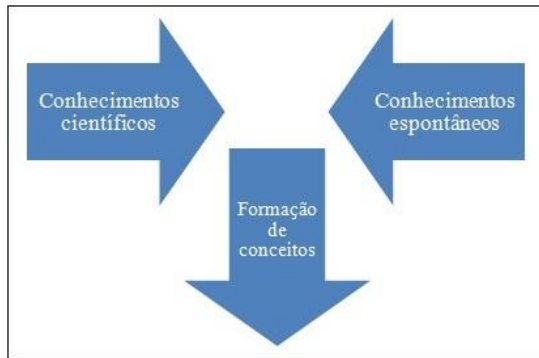 Conhecimentos
científicos
Conhecimentos
espontâneos
Formação
de
conceitos